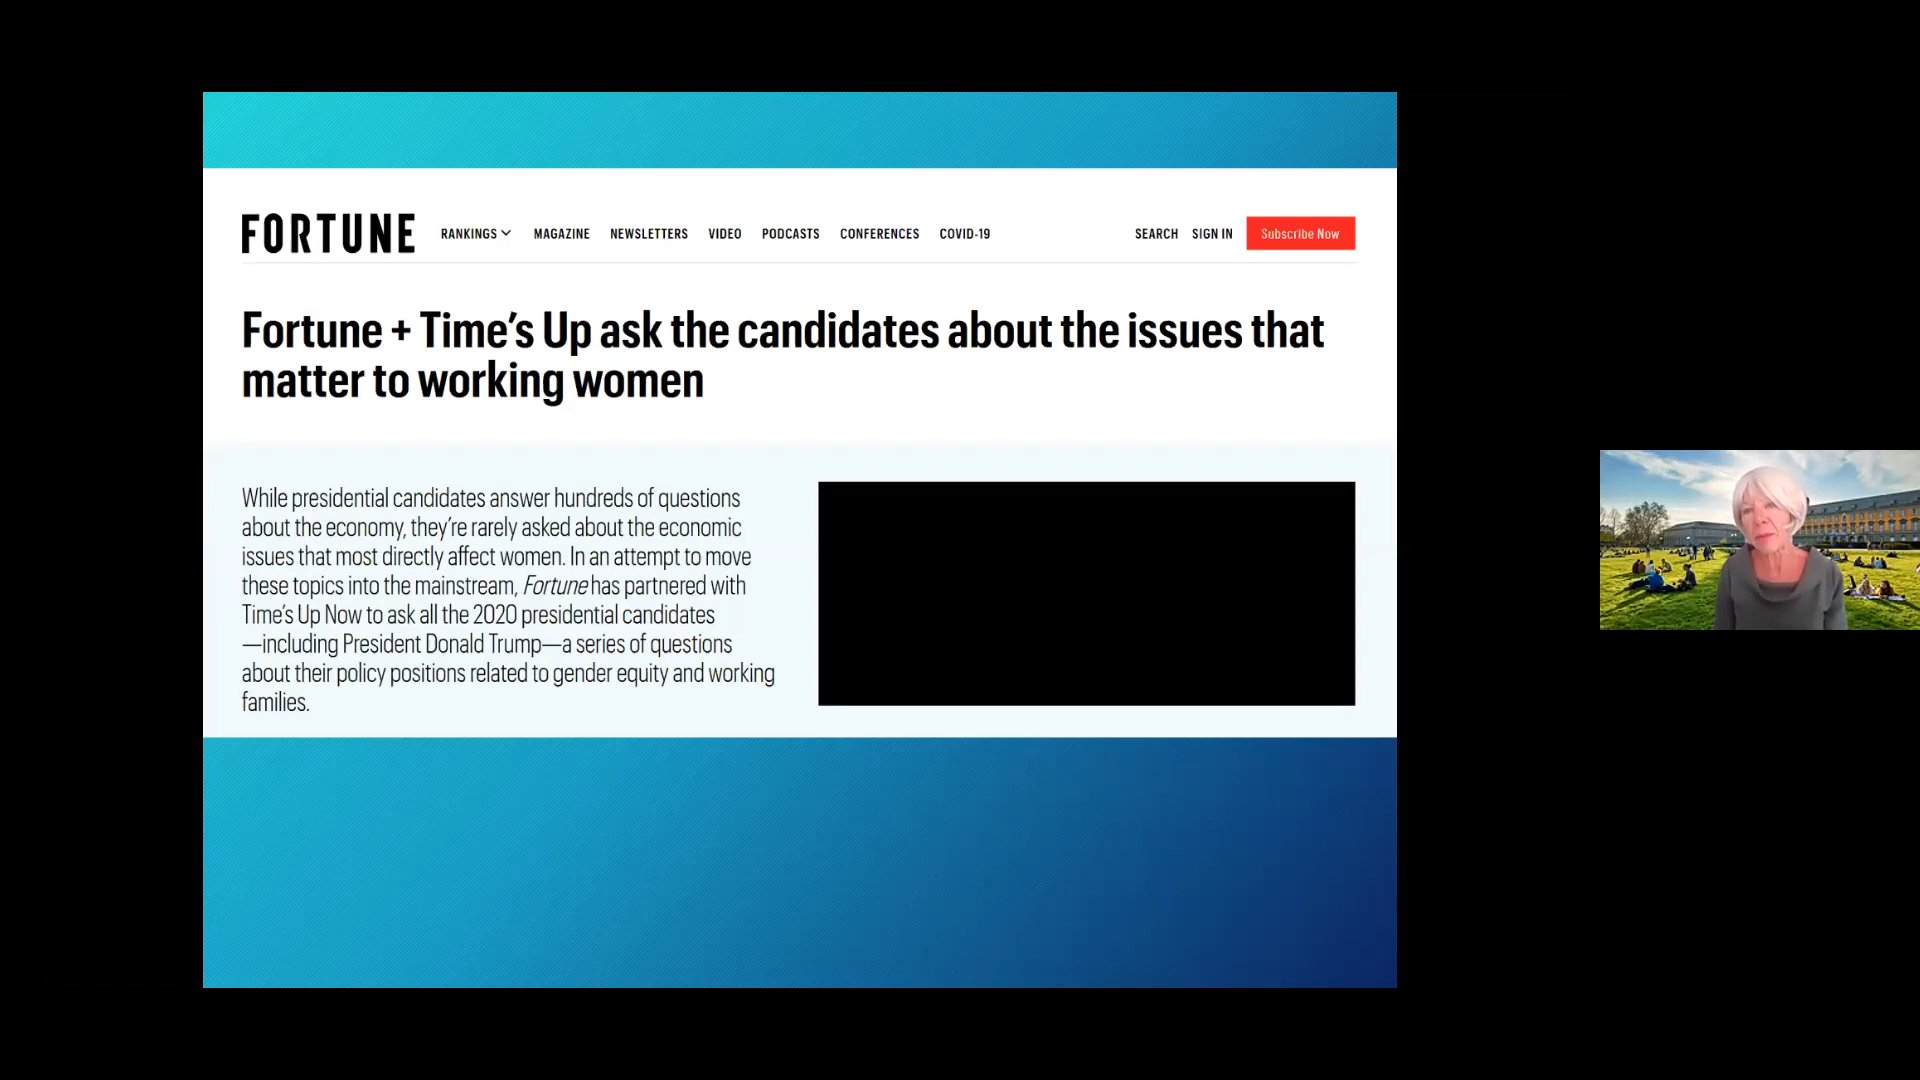 FORTUNE RANKINGS MAGAZINE NEWSLETTERS VIDEO PODCASTS CONFERENCES COVID-19 SEARCH SIGN IN Subscribe Now
Fortune + Time’s Up ask the candidates about the issues that
matter to working women
While presidential candidates answer hundreds of questions
about the economy, they’re rarely asked about the economic
issues that most directly affect women. In an attempt to move
these topics into the mainstream, Fortune has partnered with
Time’s Up Now to ask all the 2020 presidential candidates
—including President Donald Trump—a series of questions
about their policy positions related to gender equity and working
families.